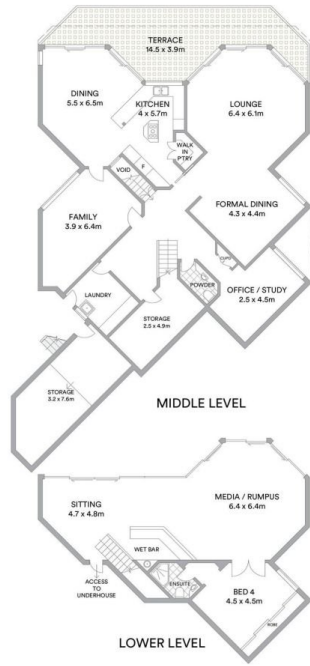 TERRACE
14.5 x 3.9m
DINING
5.5 x 6.5m
KITCHEN
4 x 5.7m
LOUNGE
6.4 x 6.1m
WALK
IN
P'TRY
VOID
F
FAMILY
3.9 x 6.4m
FORMAL DINING
4.3 x 4.4m
CUPD
OFFICE / STUDY
2.5 x 4.5m
POWDER
LAUNDRY
STORAGE
2.5 x 4.9m
STORAGE
3.2 x 7.6m
MIDDLE LEVEL
SITTING
4.7 x 4.8m
MEDIA / RUMPUS
6.4 x 6.4m
WET BAR
ENSUITE
ACCESS
TO
UNDERHOUSE
BED 4
4.5 x 4.5m
ROBE
LOWER LEVEL